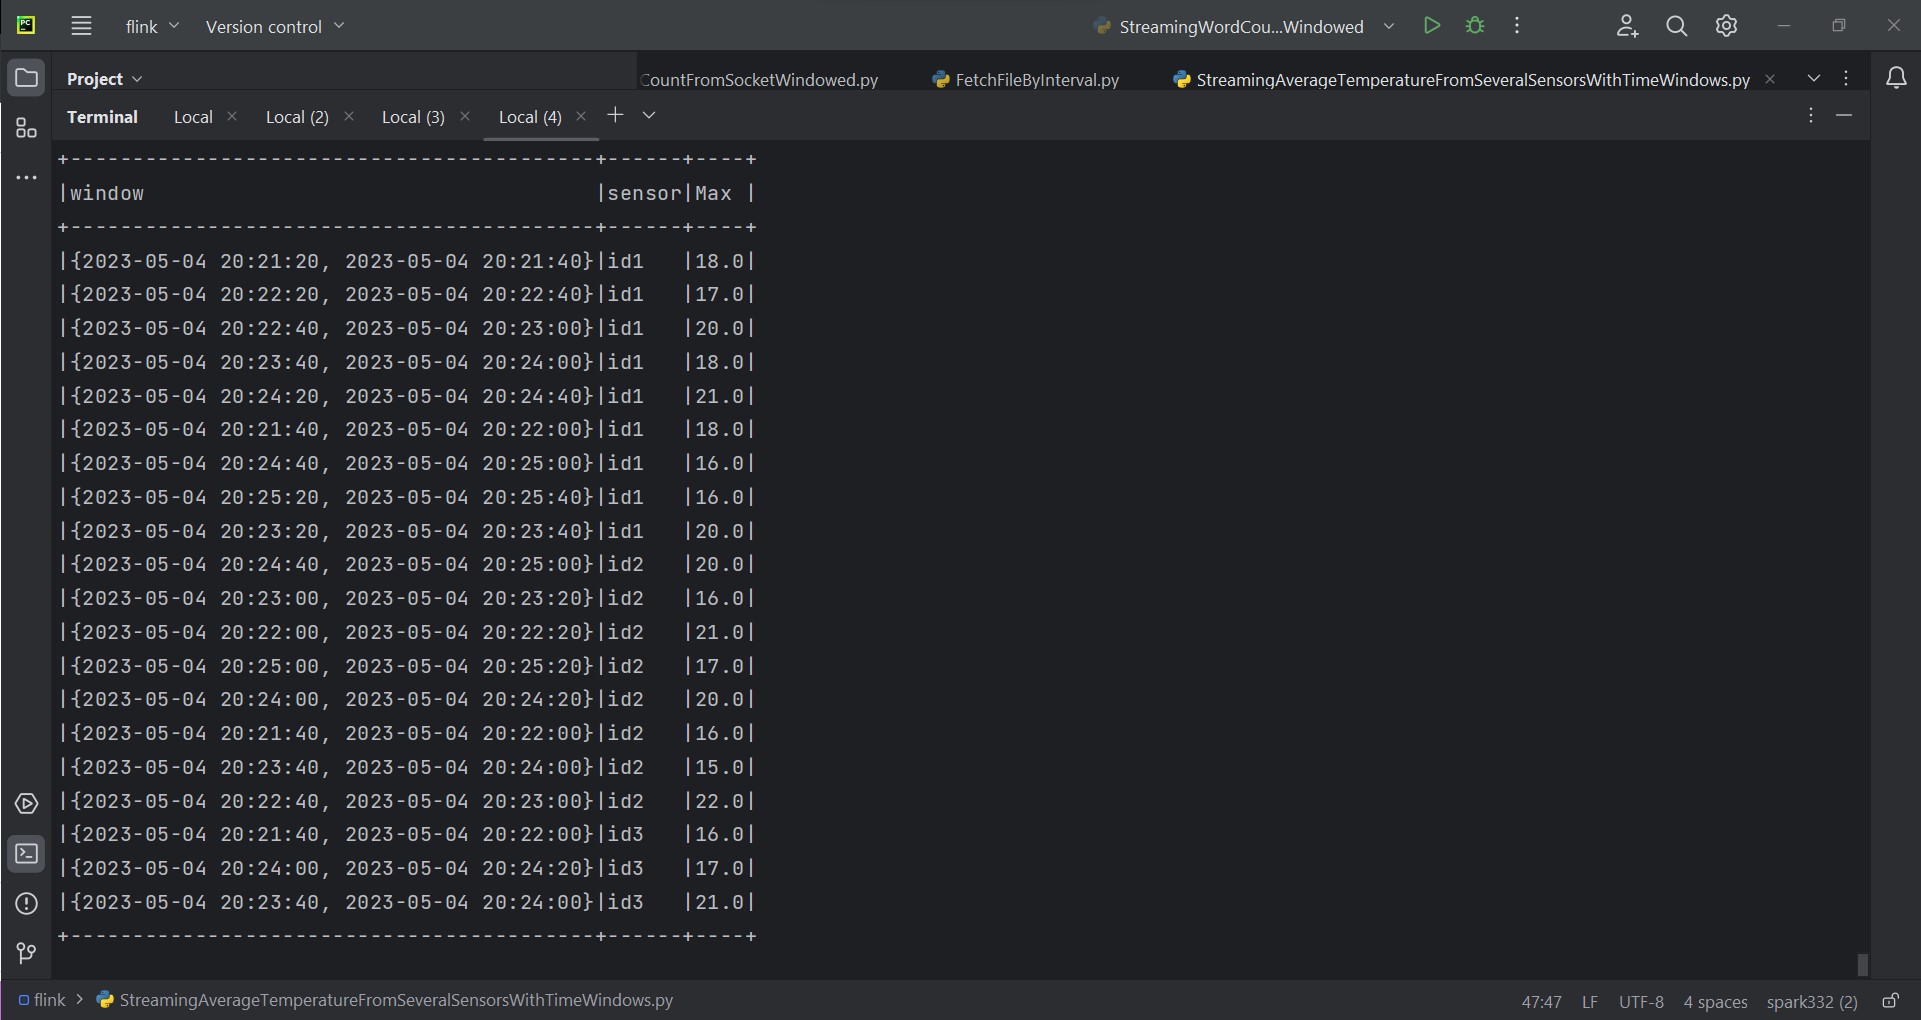 PC flink Version control StreamingWordCou...Windowed
Project CountFromSocketWindowed.py FetchFileByInterval.py StreamingAverageTemperatureFromSeveralSensorsWithTimeWindows.py
Terminal Local Local (2) Local (3) Local (4)
+------------------------------------------+------+----+
|window                                    |sensor|Max |
+------------------------------------------+------+----+
|{2023-05-04 20:21:20, 2023-05-04 20:21:40}|id1   |18.0|
|{2023-05-04 20:22:20, 2023-05-04 20:22:40}|id1   |17.0|
|{2023-05-04 20:22:40, 2023-05-04 20:23:00}|id1   |20.0|
|{2023-05-04 20:23:40, 2023-05-04 20:24:00}|id1   |18.0|
|{2023-05-04 20:24:20, 2023-05-04 20:24:40}|id1   |21.0|
|{2023-05-04 20:21:40, 2023-05-04 20:22:00}|id1   |18.0|
|{2023-05-04 20:24:40, 2023-05-04 20:25:00}|id1   |16.0|
|{2023-05-04 20:25:20, 2023-05-04 20:25:40}|id1   |16.0|
|{2023-05-04 20:23:20, 2023-05-04 20:23:40}|id1   |20.0|
|{2023-05-04 20:24:40, 2023-05-04 20:25:00}|id2   |20.0|
|{2023-05-04 20:23:00, 2023-05-04 20:23:20}|id2   |16.0|
|{2023-05-04 20:22:00, 2023-05-04 20:22:20}|id2   |21.0|
|{2023-05-04 20:25:00, 2023-05-04 20:25:20}|id2   |17.0|
|{2023-05-04 20:24:00, 2023-05-04 20:24:20}|id2   |20.0|
|{2023-05-04 20:21:40, 2023-05-04 20:22:00}|id2   |16.0|
|{2023-05-04 20:23:40, 2023-05-04 20:24:00}|id2   |15.0|
|{2023-05-04 20:22:40, 2023-05-04 20:23:00}|id2   |22.0|
|{2023-05-04 20:21:40, 2023-05-04 20:22:00}|id3   |16.0|
|{2023-05-04 20:24:00, 2023-05-04 20:24:20}|id3   |17.0|
|{2023-05-04 20:23:40, 2023-05-04 20:24:00}|id3   |21.0|
+------------------------------------------+------+----+
flink > StreamingAverageTemperatureFromSeveralSensorsWithTimeWindows.py 47:47 LF UTF-8 4 spaces spark332 (2)